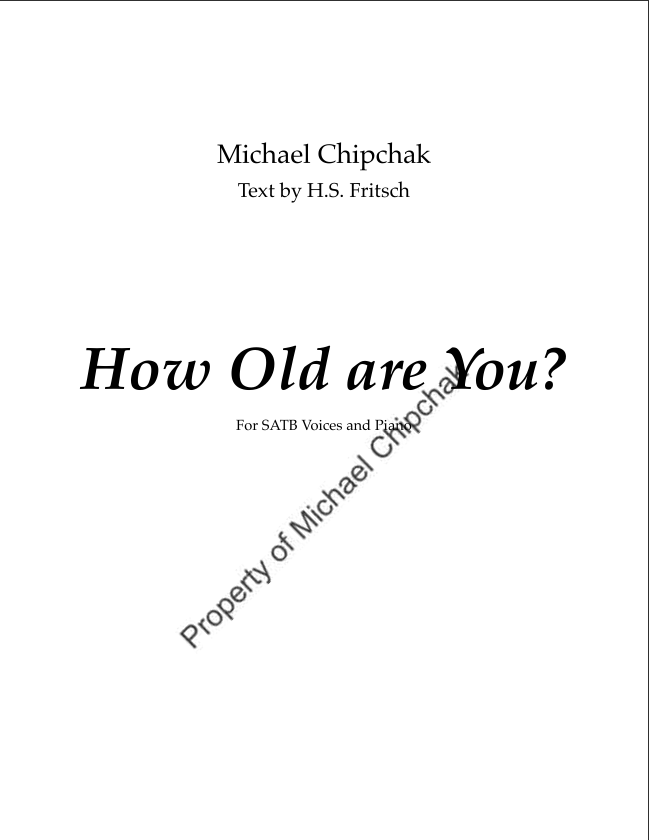 Michael Chipchak
Text by H.S. Fritsch
How Old are You?
For SATB Voices and Piano
Property of Michael Chipchak